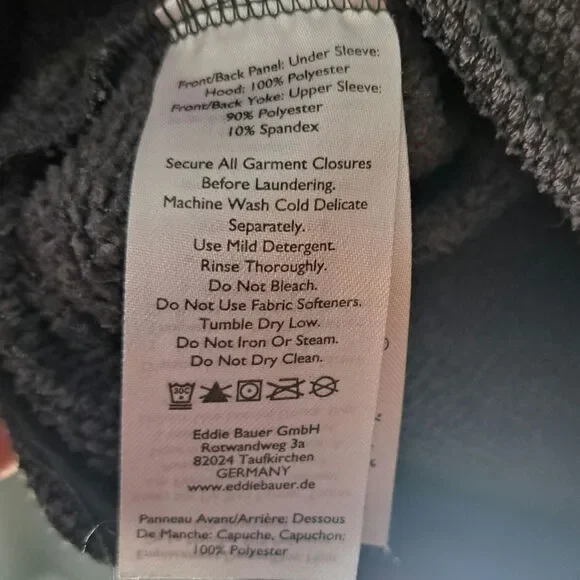 Front/Back Panel: Under Sleeve:
Hood: 100% Polyester
Front/Back Yoke: Upper Sleeve:
90% Polyester
10% Spandex
Secure All Garment Closures
Before Laundering.
Machine Wash Cold Delicate
Separately.
Use Mild Detergent.
Rinse Thoroughly.
Do Not Bleach.
Do Not Use Fabric Softeners.
Tumble Dry Low.
Do Not Iron Or Steam.
Do Not Dry Clean.
30C
Eddie Bauer GmbH
Rotwandweg 3a
82024 Taufkirchen
GERMANY
www.eddiebauer.de
Panneau Avant/Arrière: Dessous
De Manche: Capuche, Capuchon:
100% Polyester